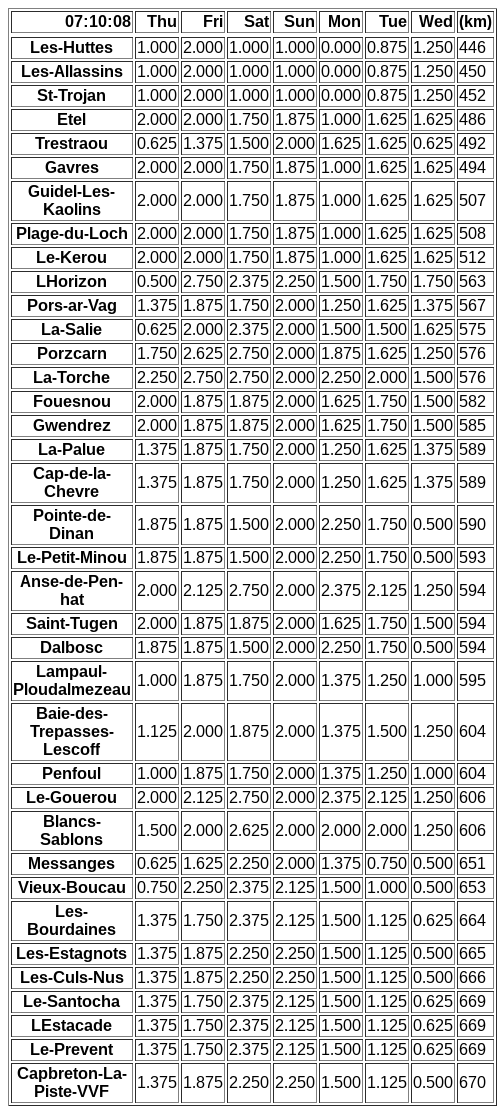 07:10:08 Thu Fri Sat Sun Mon Tue Wed (km)
Les-Huttes 1.000 2.000 1.000 1.000 0.000 0.875 1.250 446
Les-Allassins 1.000 2.000 1.000 1.000 0.000 0.875 1.250 450
St-Trojan 1.000 2.000 1.000 1.000 0.000 0.875 1.250 452
Etel 2.000 2.000 1.750 1.875 1.000 1.625 1.625 486
Trestraou 0.625 1.375 1.500 2.000 1.625 1.625 0.625 492
Gavres 2.000 2.000 1.750 1.875 1.000 1.625 1.625 494
Guidel-Les-
Kaolins 2.000 2.000 1.750 1.875 1.000 1.625 1.625 507
Plage-du-Loch 2.000 2.000 1.750 1.875 1.000 1.625 1.625 508
Le-Kerou 2.000 2.000 1.750 1.875 1.000 1.625 1.625 512
LHorizon 0.500 2.750 2.375 2.250 1.500 1.750 1.750 563
Pors-ar-Vag 1.375 1.875 1.750 2.000 1.250 1.625 1.375 567
La-Salie 0.625 2.000 2.375 2.000 1.500 1.500 1.625 575
Porzcarn 1.750 2.625 2.750 2.000 1.875 1.625 1.250 576
La-Torche 2.250 2.750 2.750 2.000 2.250 2.000 1.500 576
Fouesnou 2.000 1.875 1.875 2.000 1.625 1.750 1.500 582
Gwendrez 2.000 1.875 1.875 2.000 1.625 1.750 1.500 585
La-Palue 1.375 1.875 1.750 2.000 1.250 1.625 1.375 589
Cap-de-la-
Chevre 1.375 1.875 1.750 2.000 1.250 1.625 1.375 589
Pointe-de-
Dinan 1.875 1.875 1.500 2.000 2.250 1.750 0.500 590
Le-Petit-Minou 1.875 1.875 1.500 2.000 2.250 1.750 0.500 593
Anse-de-Pen-
hat 2.000 2.125 2.750 2.000 2.375 2.125 1.250 594
Saint-Tugen 2.000 1.875 1.875 2.000 1.625 1.750 1.500 594
Dalbosc 1.875 1.875 1.500 2.000 2.250 1.750 0.500 594
Lampaul-
Ploudalmezeau 1.000 1.875 1.750 2.000 1.375 1.250 1.000 595
Baie-des-
Trepasses-
Lescoff 1.125 2.000 1.875 2.000 1.375 1.500 1.250 604
Penfoul 1.000 1.875 1.750 2.000 1.375 1.250 1.000 604
Le-Gouerou 2.000 2.125 2.750 2.000 2.375 2.125 1.250 606
Blancs-
Sablons 1.500 2.000 2.625 2.000 2.000 2.000 1.250 606
Messanges 0.625 1.625 2.250 2.000 1.375 0.750 0.500 651
Vieux-Boucau 0.750 2.250 2.375 2.125 1.500 1.000 0.500 653
Les-
Bourdaines 1.375 1.750 2.375 2.125 1.500 1.125 0.625 664
Les-Estagnots 1.375 1.875 2.250 2.250 1.500 1.125 0.500 665
Les-Culs-Nus 1.375 1.875 2.250 2.250 1.500 1.125 0.500 666
Le-Santocha 1.375 1.750 2.375 2.125 1.500 1.125 0.625 669
LEstacade 1.375 1.750 2.375 2.125 1.500 1.125 0.625 669
Le-Prevent 1.375 1.750 2.375 2.125 1.500 1.125 0.625 669
Capbreton-La-
Piste-VVF 1.375 1.875 2.250 2.250 1.500 1.125 0.500 670